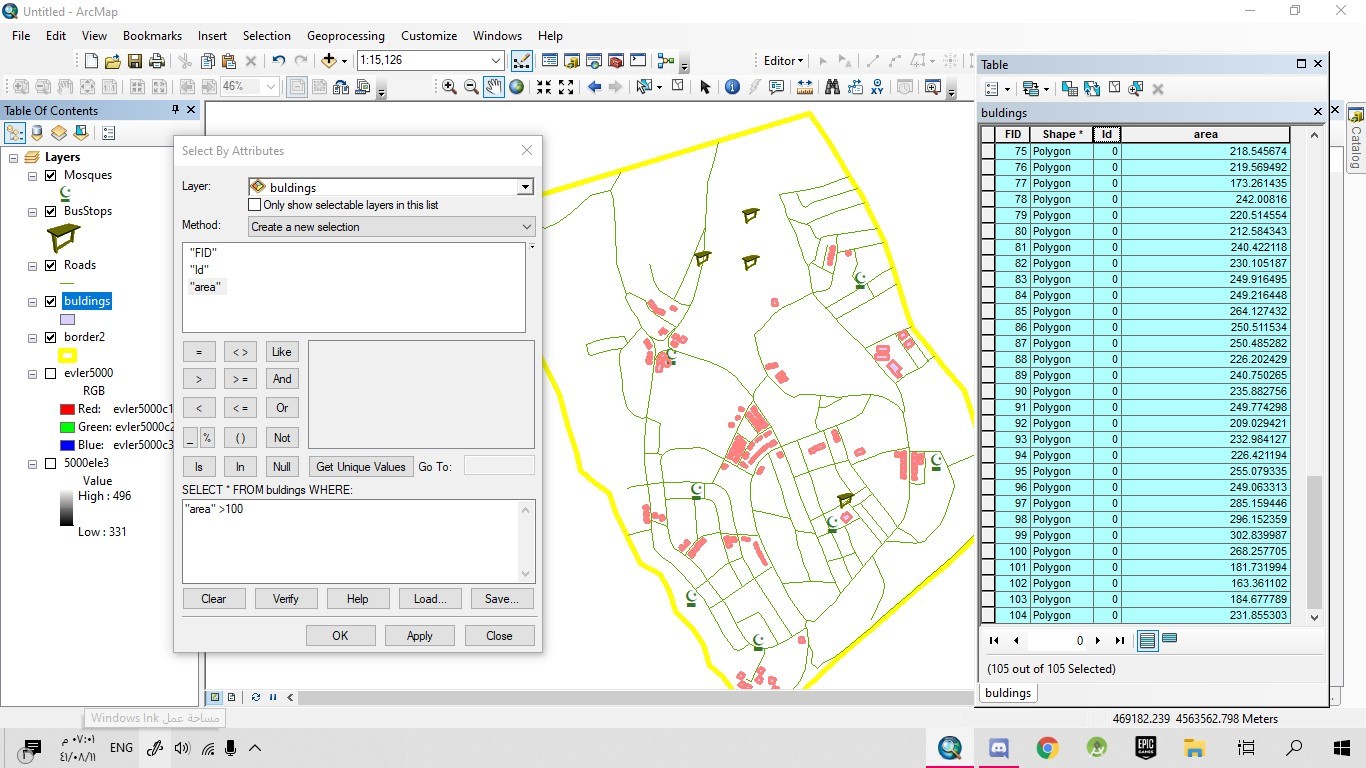 Untitled - ArcMap
File Edit View Bookmarks Insert Selection Geoprocessing Customize Windows Help
1:15,126
Editor
46%
Table Of Contents
Layers
Mosques
BusStops
Roads
buldings
border2
evler5000
RGB
Red: evler5000c1
Green: evler5000c2
Blue: evler5000c3
5000ele3
Value
High : 496
Low : 331
Select By Attributes
Layer: buldings
Only show selectable layers in this list
Method: Create a new selection
"FID"
"Id"
"area"
= < > Like
> > = And
< < = Or
_ % ( ) Not
Is In Null Get Unique Values Go To:
SELECT * FROM buldings WHERE:
"area" >100
Clear Verify Help Load... Save...
OK Apply Close
Table
buldings
FID Shape * Id area
75 Polygon 0 218.545674
76 Polygon 0 219.569492
77 Polygon 0 173.261435
78 Polygon 0 242.00816
79 Polygon 0 220.514554
80 Polygon 0 212.584343
81 Polygon 0 240.422118
82 Polygon 0 230.105187
83 Polygon 0 249.916495
84 Polygon 0 249.216448
85 Polygon 0 264.127432
86 Polygon 0 250.511534
87 Polygon 0 250.485282
88 Polygon 0 226.202429
89 Polygon 0 240.750265
90 Polygon 0 235.882756
91 Polygon 0 249.774298
92 Polygon 0 209.029421
93 Polygon 0 232.984127
94 Polygon 0 226.421194
95 Polygon 0 255.079335
96 Polygon 0 249.063313
97 Polygon 0 285.159446
98 Polygon 0 296.152359
99 Polygon 0 302.839987
100 Polygon 0 268.257705
101 Polygon 0 181.731994
102 Polygon 0 163.361102
103 Polygon 0 184.677789
104 Polygon 0 231.855303
0
(105 out of 105 Selected)
buldings
Catalog
469182.239 4563562.798 Meters
مساحة عمل Windows Ink
٠٧:٠١ م
٤١/٠٨/١١
ENG
EPIC
GAMES